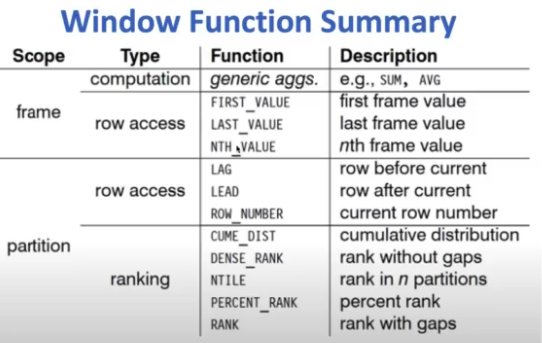 Window Function Summary
Scope Type Function Description
computation generic aggs. e.g., SUM, AVG
frame
row access
FIRST_VALUE first frame value
LAST_VALUE last frame value
NTH_VALUE nth frame value
partition
row access
LAG row before current
LEAD row after current
ROW_NUMBER current row number
ranking
CUME_DIST cumulative distribution
DENSE_RANK rank without gaps
NTILE rank in n partitions
PERCENT_RANK percent rank
RANK rank with gaps